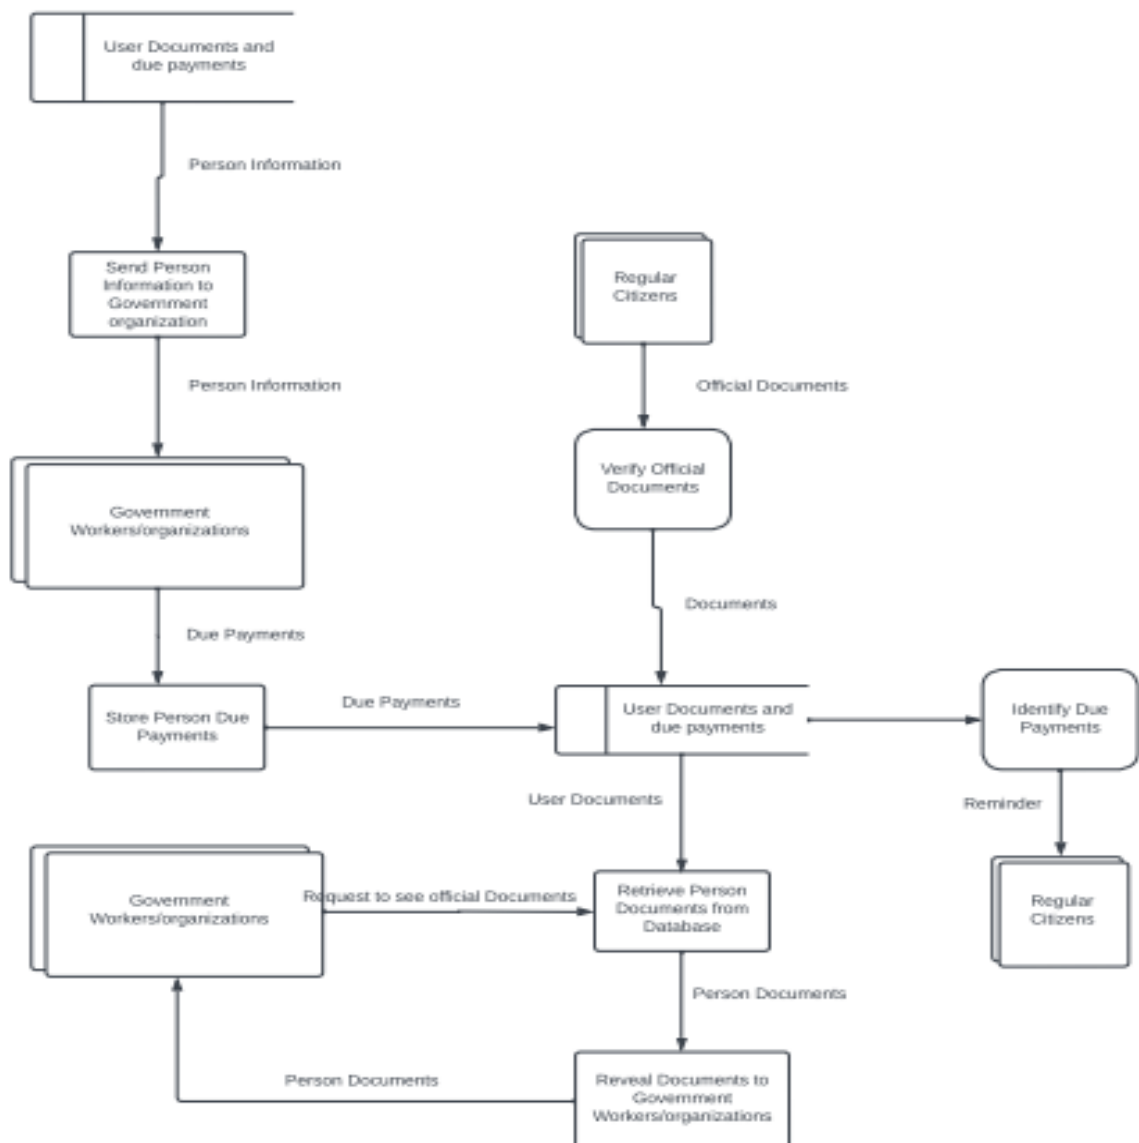 User Documents and
due payments
Person Information
Send Person
Information to
Government
organization
Regular
Citizens
Person Information
Official Documents
Government
Workers/organizations
Verify Official
Documents
Documents
Due Payments
Store Person Due
Payments
Due Payments
User Documents and
due payments
Identify Due
Payments
User Documents
Reminder
Government
Workers/organizations
Request to see official Documents
Retrieve Person
Documents from
Database
Regular
Citizens
Person Documents
Person Documents
Reveal Documents to
Government
Workers/organizations